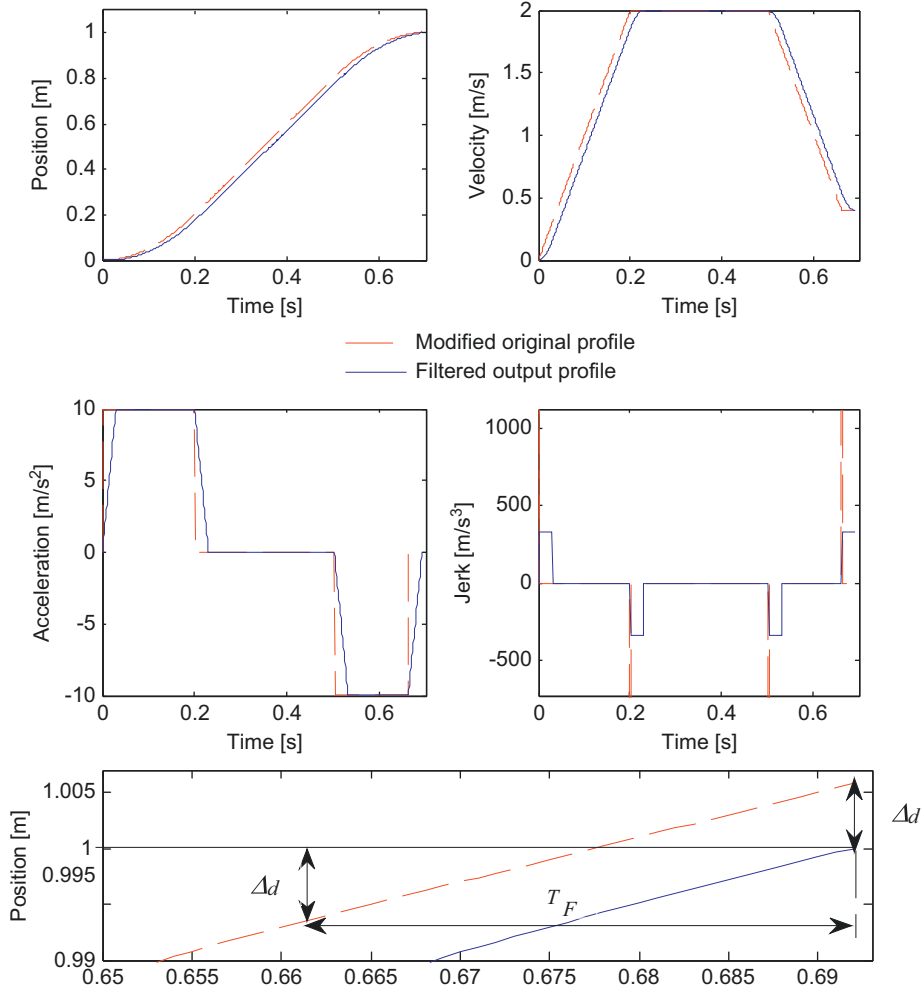 1
0.8
0.6
0.4
0.2
0
Position [m]
0 0.2 0.4 0.6
Time [s]
2
1.5
1
0.5
0
Velocity [m/s]
0 0.2 0.4 0.6
Time [s]
Modified original profile
Filtered output profile
10
5
0
-5
-10
Acceleration [m/s²]
0 0.2 0.4 0.6
Time [s]
1000
500
0
-500
Jerk [m/s³]
0 0.2 0.4 0.6
Time [s]
1.005
1
0.995
0.99
Position [m]
Δd
T_F
Δd
0.65 0.655 0.66 0.665 0.67 0.675 0.68 0.685 0.69